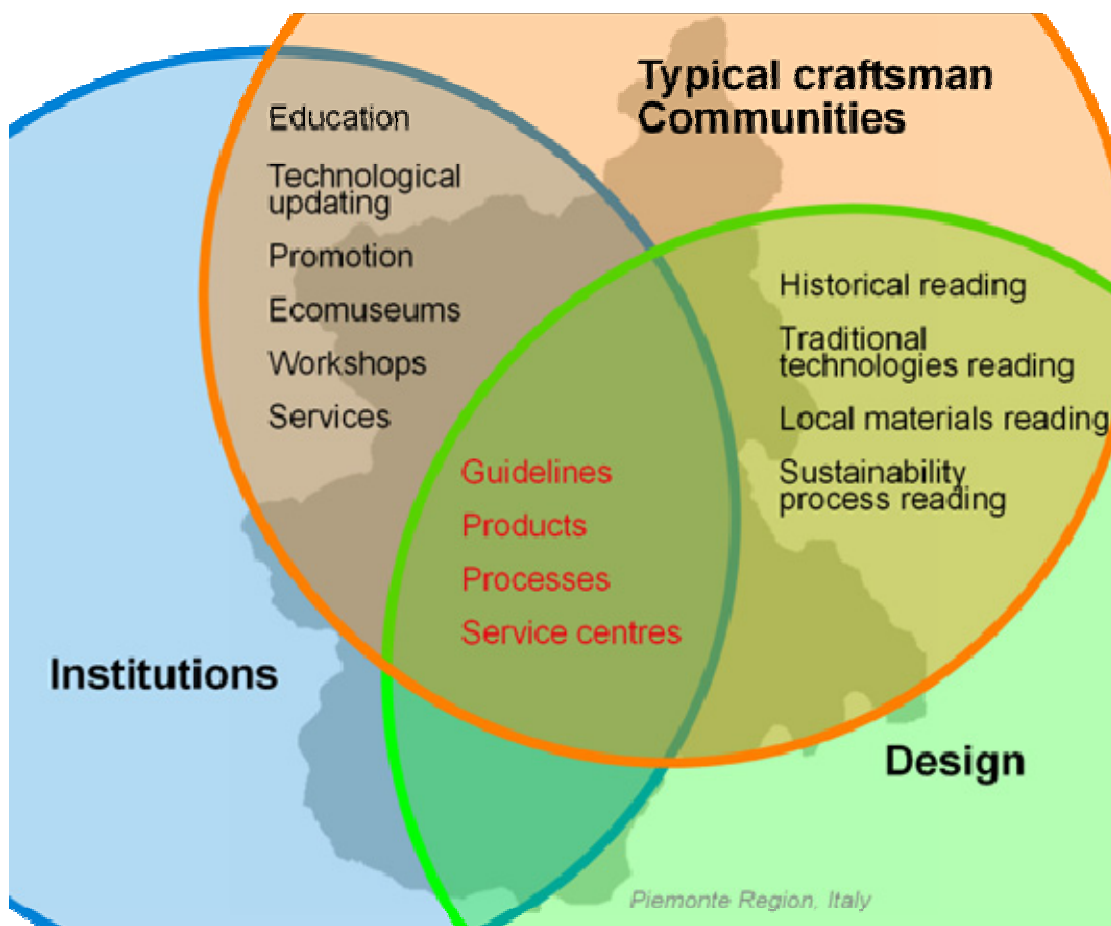 Typical craftsman
Communities
Education
Technological
updating
Promotion
Ecomuseums
Workshops
Services
Historical reading
Traditional
technologies reading
Local materials reading
Sustainability
process reading
Guidelines
Products
Processes
Service centres
Institutions
Design
Piemonte Region, Italy